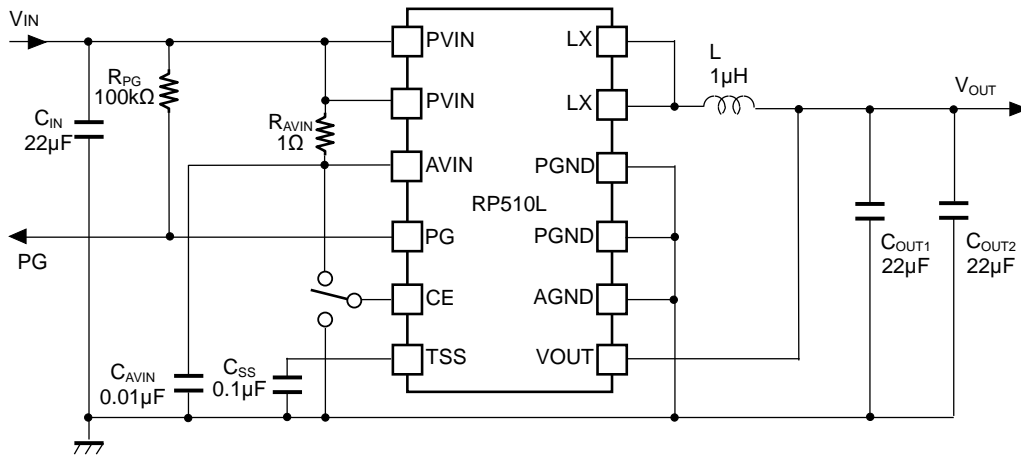 VIN
PVIN
LX
RPG
100kΩ
L
1µH
VOUT
PVIN
LX
CIN
22µF
RAVIN
1Ω
AVIN
PGND
RP510L
PG
PG
PGND
COUT1
22µF
COUT2
22µF
CE
AGND
TSS
VOUT
CAVIN
0.01µF
CSS
0.1µF